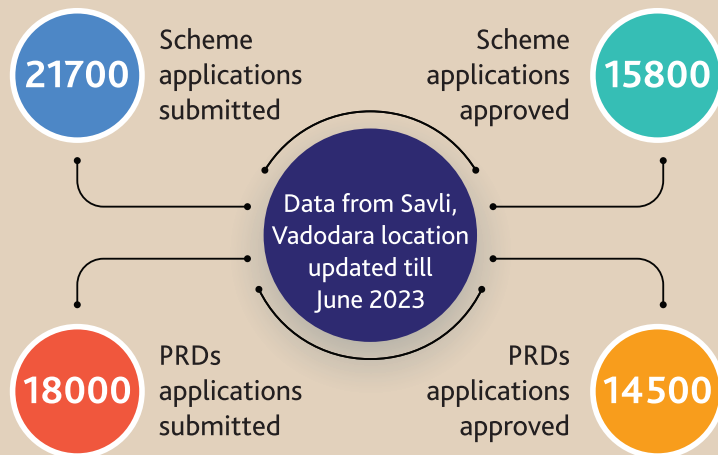 21700
Scheme
applications
submitted
Scheme
applications
approved
15800
Data from Savli,
Vadodara location
updated till
June 2023
18000
PRDs
applications
submitted
PRDs
applications
approved
14500